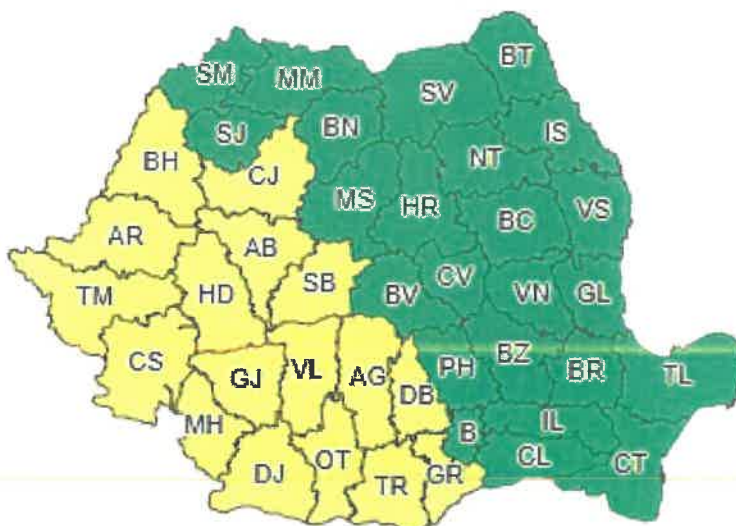 BT
SM MM SV
SJ BN IS
BH CJ NT
MS HR BC VS
AR AB
TM HD SB BV CV VN GL
CS GJ VL AG DB PH BZ BR TL
MH B IL
DJ OT TR GR CL CT